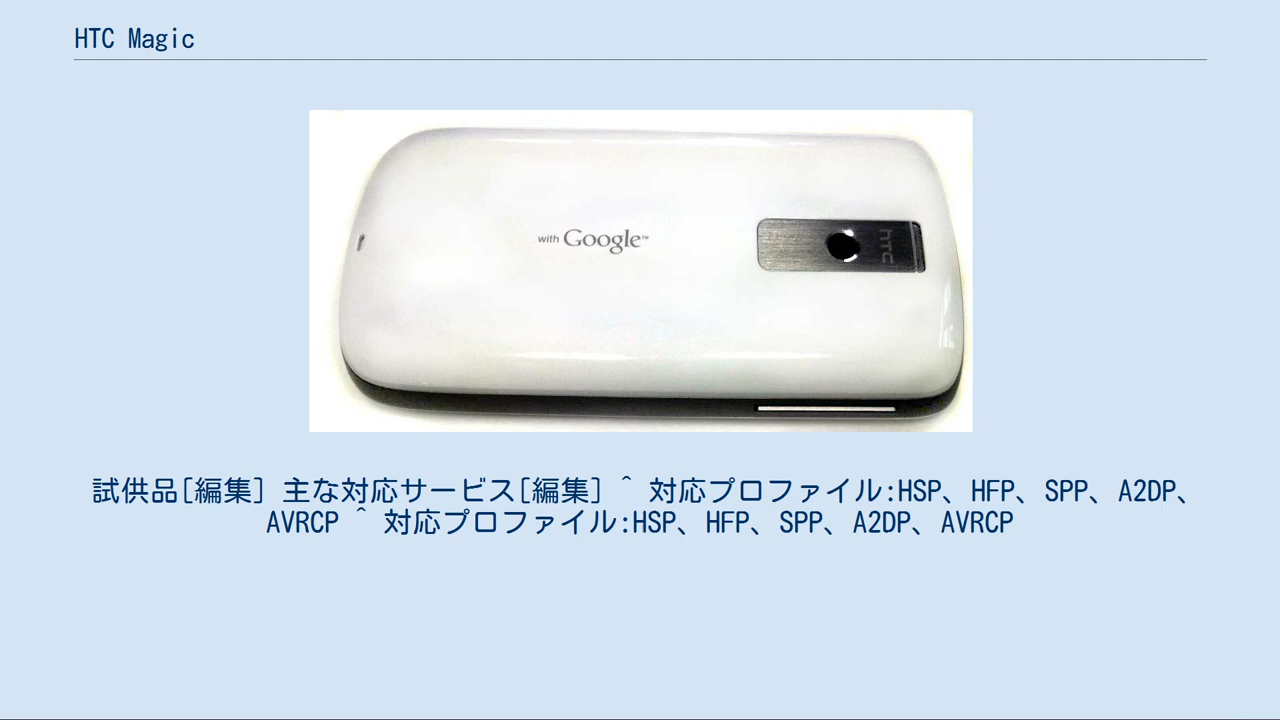 HTC Magic
with Google™
hTC
試供品[編集] 主な対応サービス[編集] ^ 対応プロファイル:HSP、HFP、SPP、A2DP、
AVRCP ^ 対応プロファイル:HSP、HFP、SPP、A2DP、AVRCP